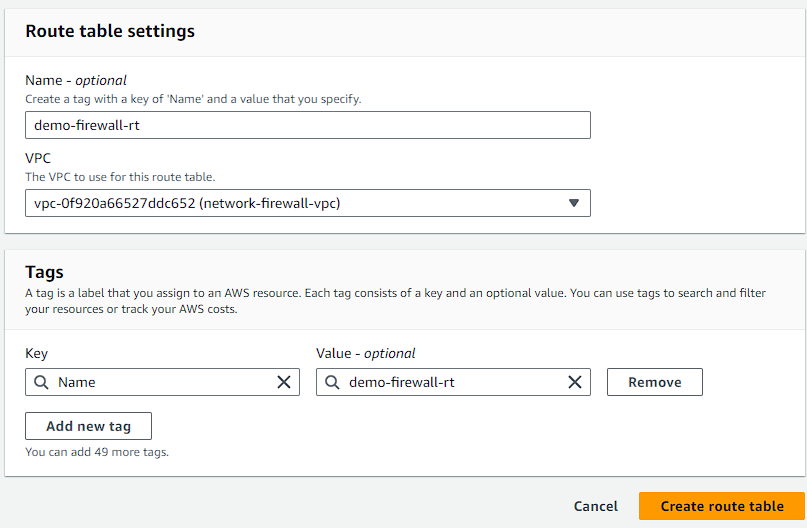 Route table settings
Name - optional
Create a tag with a key of 'Name' and a value that you specify.
demo-firewall-rt
VPC
The VPC to use for this route table.
vpc-0f920a66527ddc652 (network-firewall-vpc)
Tags
A tag is a label that you assign to an AWS resource. Each tag consists of a key and an optional value. You can use tags to search and filter
your resources or track your AWS costs.
Key
Value - optional
Name
demo-firewall-rt
Remove
Add new tag
You can add 49 more tags.
Cancel
Create route table